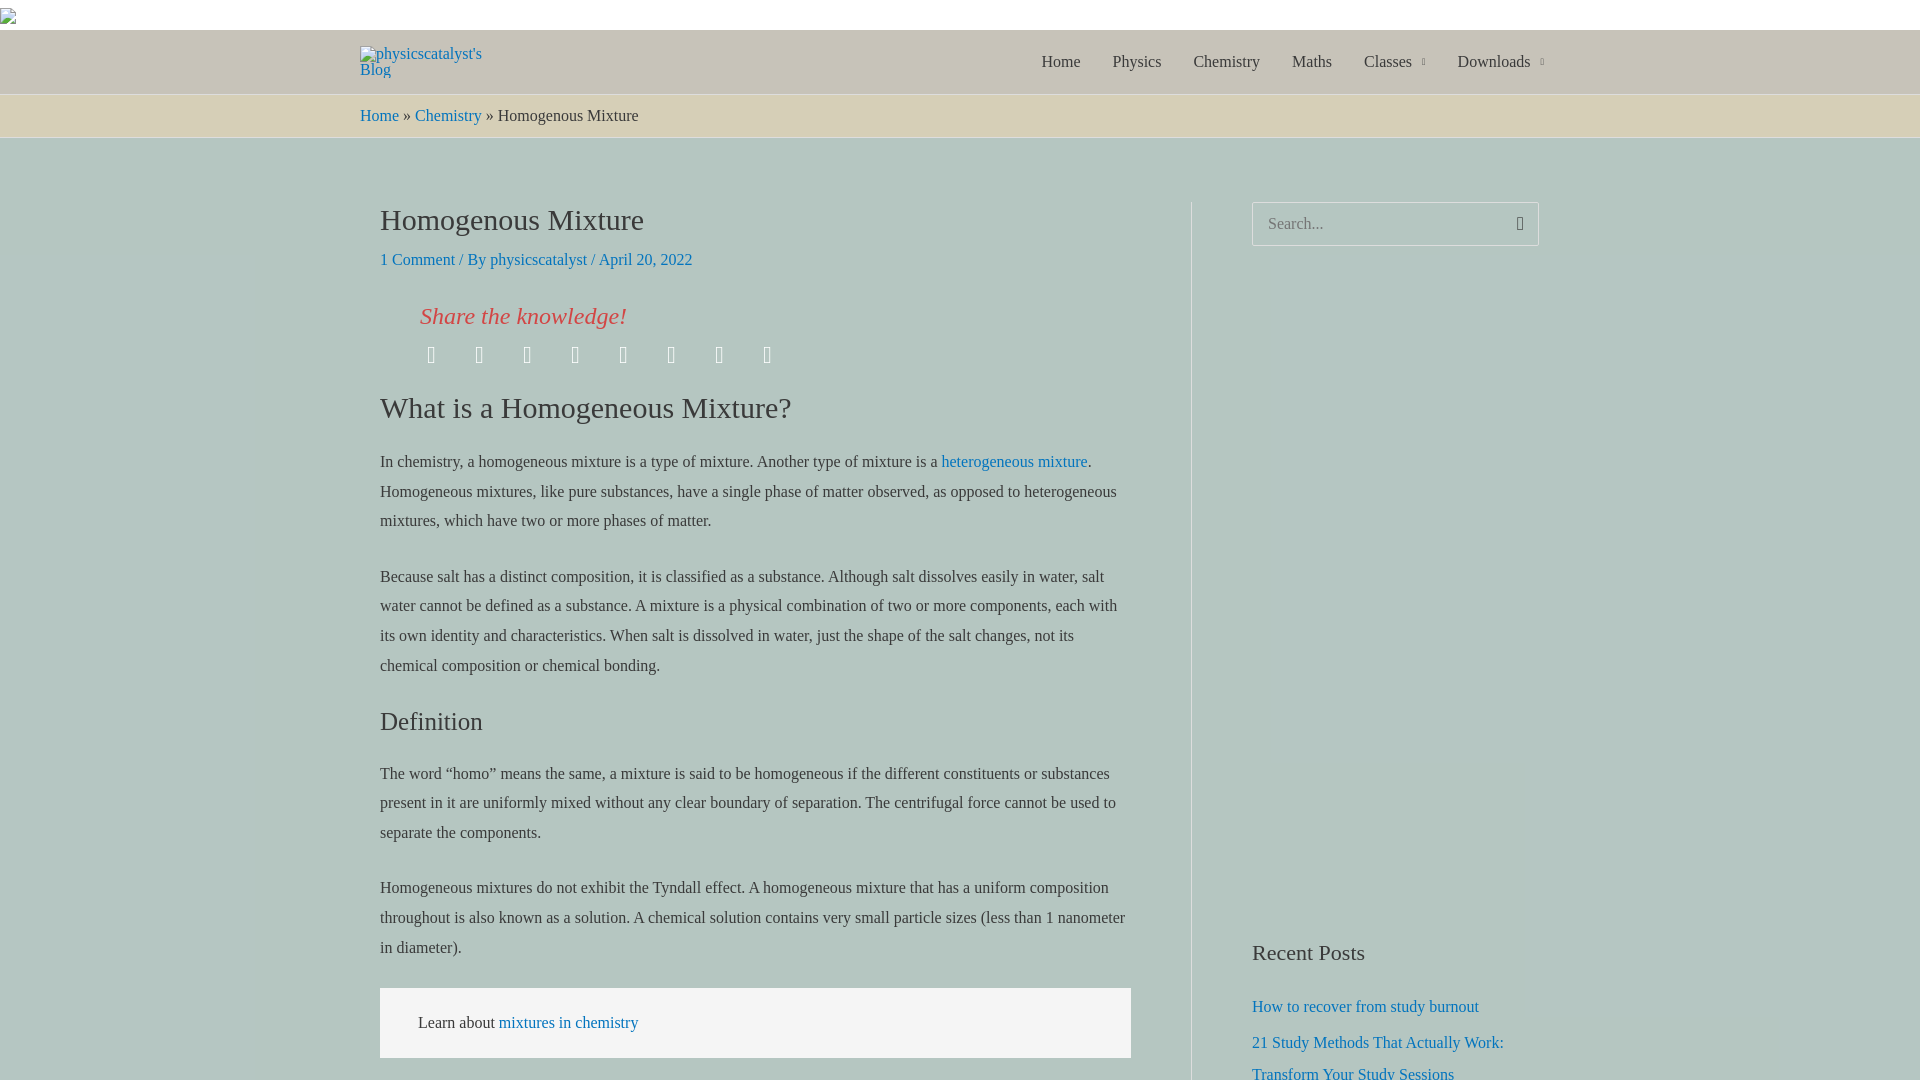 physicscatalyst's
Blog
Home
Physics
Chemistry
Maths
Classes
Downloads
Home » Chemistry » Homogenous Mixture
Homogenous Mixture
1 Comment / By physicscatalyst / April 20, 2022
Share the knowledge!
What is a Homogeneous Mixture?
In chemistry, a homogeneous mixture is a type of mixture. Another type of mixture is a heterogeneous mixture.
Homogeneous mixtures, like pure substances, have a single phase of matter observed, as opposed to heterogeneous
mixtures, which have two or more phases of matter.
Because salt has a distinct composition, it is classified as a substance. Although salt dissolves easily in water, salt
water cannot be defined as a substance. A mixture is a physical combination of two or more components, each with
its own identity and characteristics. When salt is dissolved in water, just the shape of the salt changes, not its
chemical composition or chemical bonding.
Definition
The word “homo” means the same, a mixture is said to be homogeneous if the different constituents or substances
present in it are uniformly mixed without any clear boundary of separation. The centrifugal force cannot be used to
separate the components.
Homogeneous mixtures do not exhibit the Tyndall effect. A homogeneous mixture that has a uniform composition
throughout is also known as a solution. A chemical solution contains very small particle sizes (less than 1 nanometer
in diameter).
Learn about mixtures in chemistry
Search...
Recent Posts
How to recover from study burnout
21 Study Methods That Actually Work:
Transform Your Study Sessions